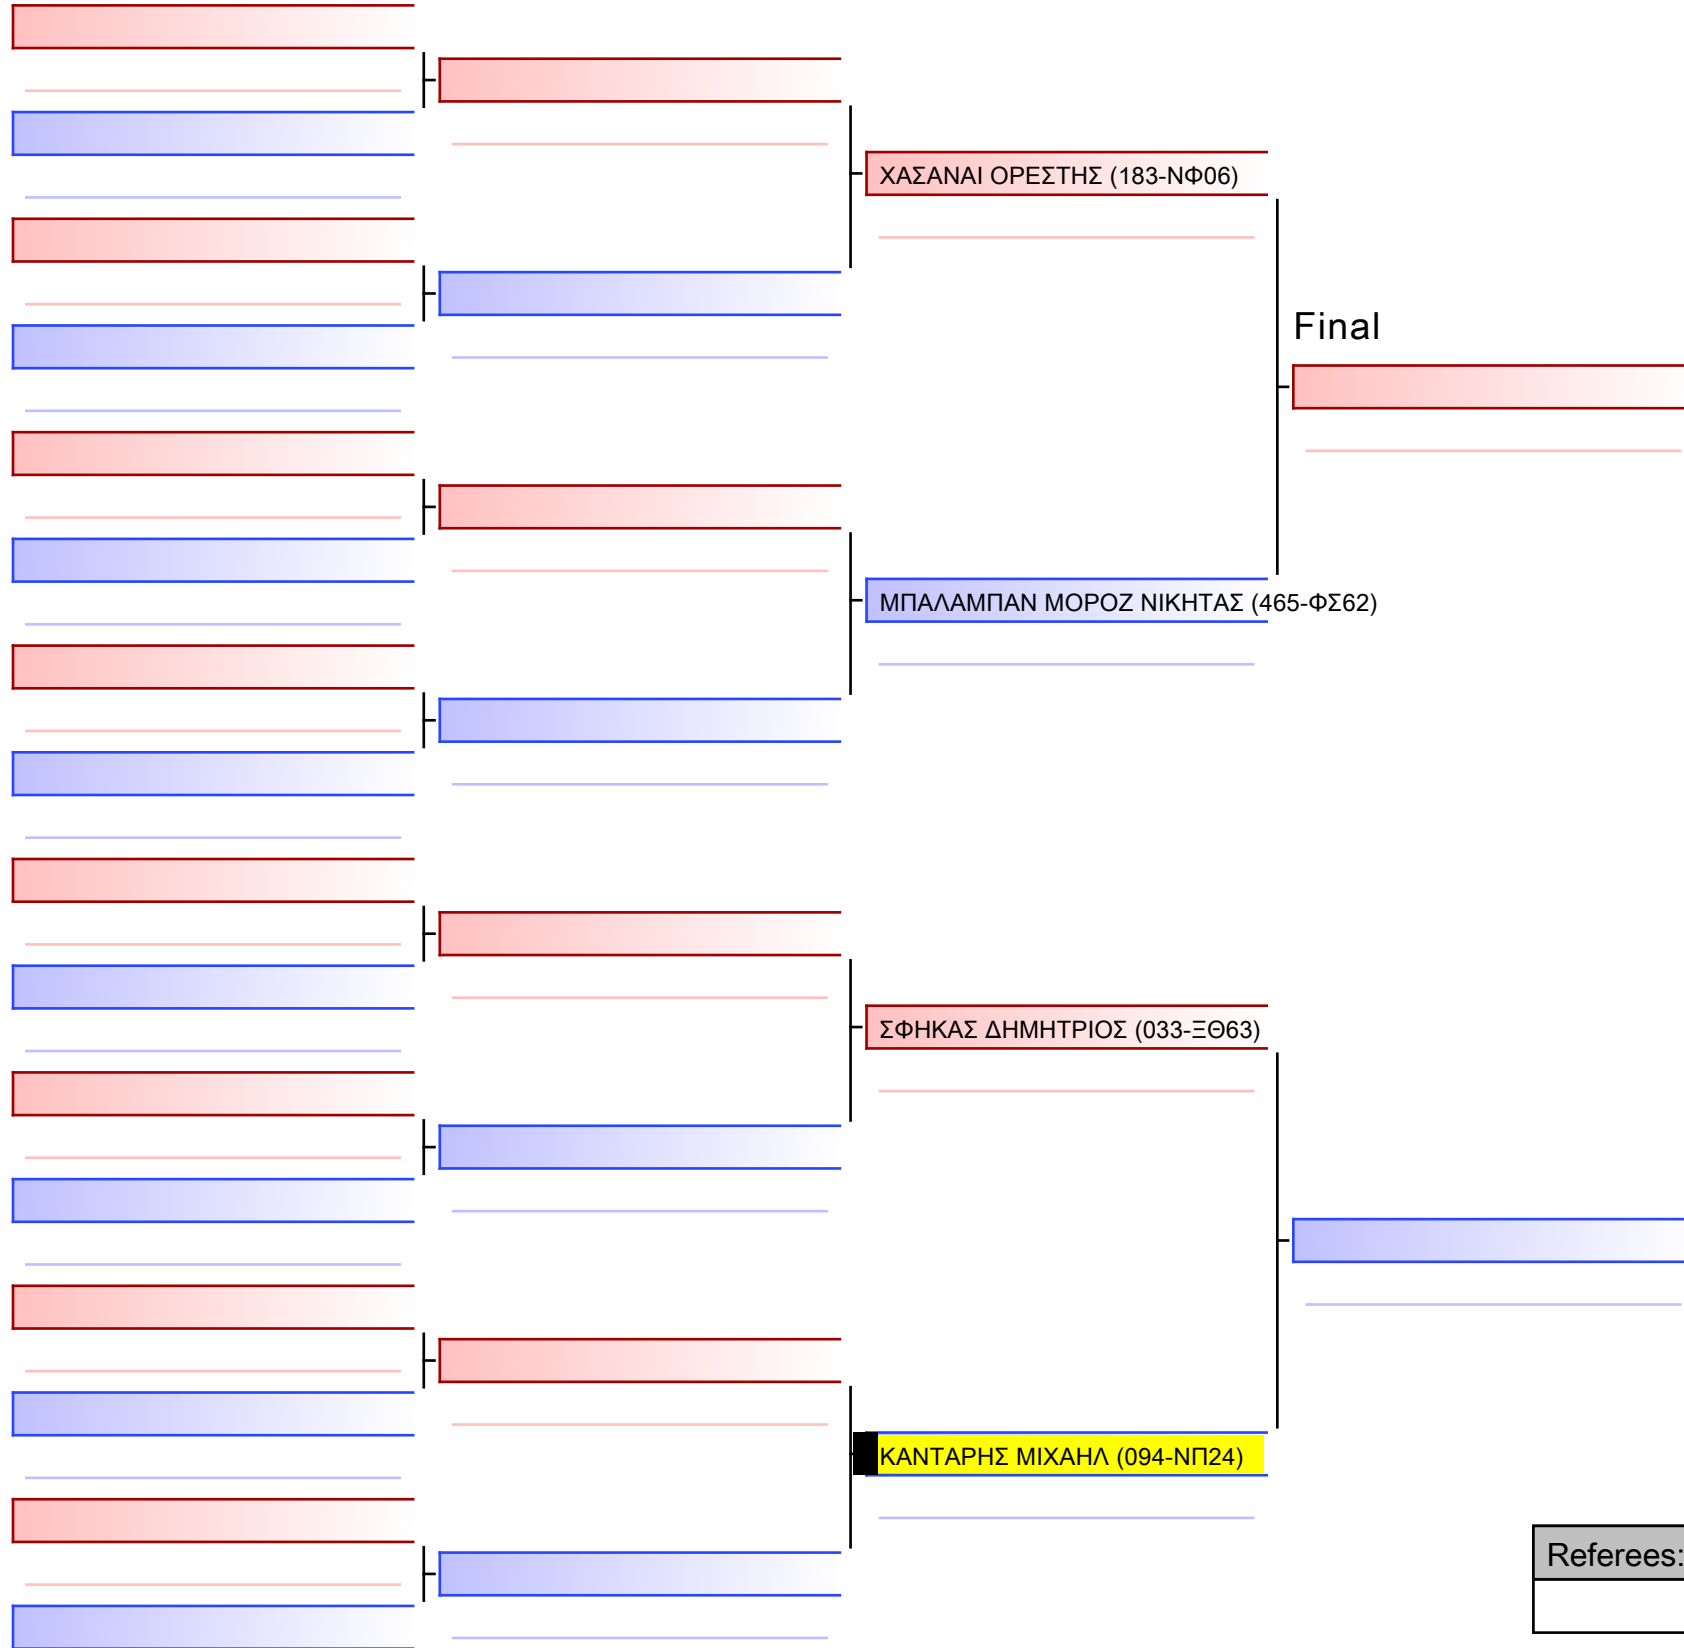 ΧΑΣΑΝΑΙ ΟΡΕΣΤΗΣ (183-ΝΦ06)
Final
ΜΠΑΛΑΜΠΑΝ ΜΟΡΟΖ ΝΙΚΗΤΑΣ (465-ΦΣ62)
ΣΦΗΚΑΣ ΔΗΜΗΤΡΙΟΣ (033-ΞΘ63)
ΚΑΝΤΑΡΗΣ ΜΙΧΑΗΛ (094-ΝΠ24)
Referees: